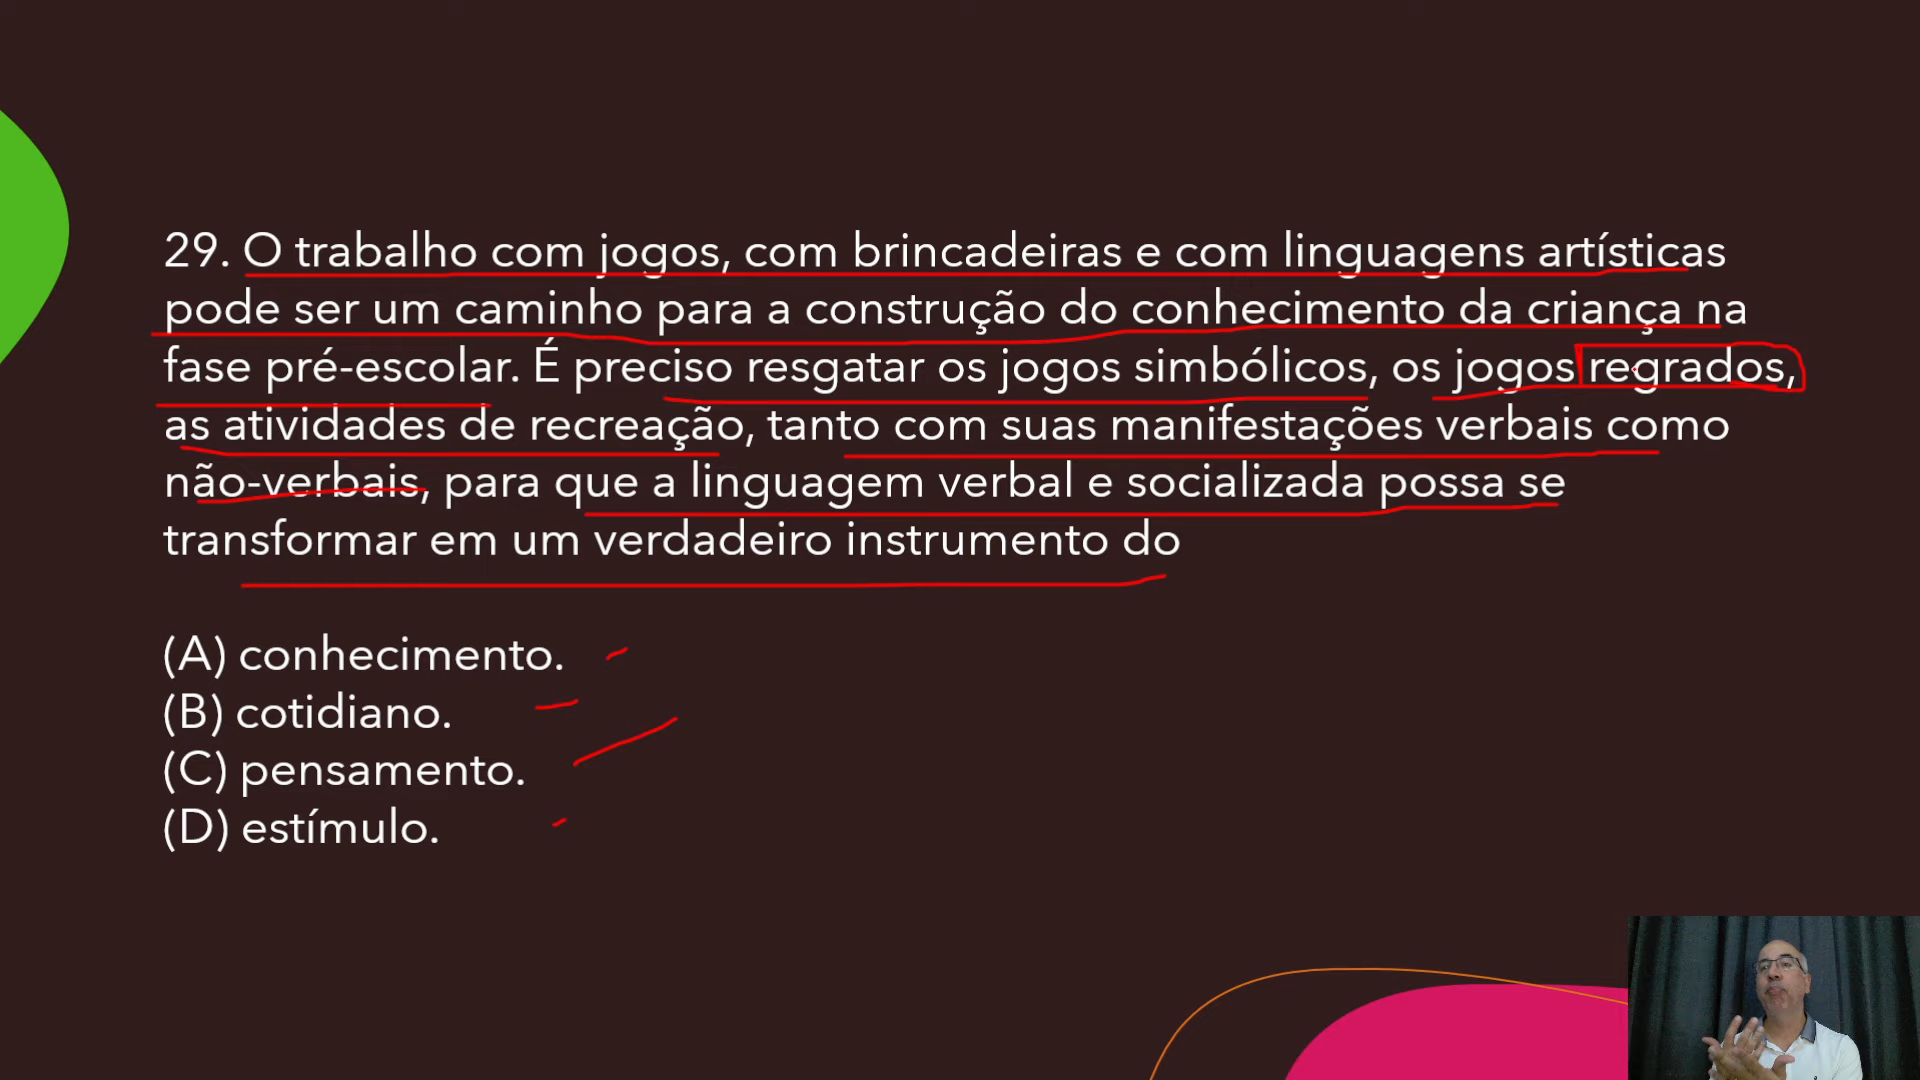 29. O trabalho com jogos, com brincadeiras e com linguagens artísticas
pode ser um caminho para a construção do conhecimento da criança na
fase pré-escolar. É preciso resgatar os jogos simbólicos, os jogos regrados,
as atividades de recreação, tanto com suas manifestações verbais como
não-verbais, para que a linguagem verbal e socializada possa se
transformar em um verdadeiro instrumento do
(A) conhecimento.
(B) cotidiano.
(C) pensamento.
(D) estímulo.